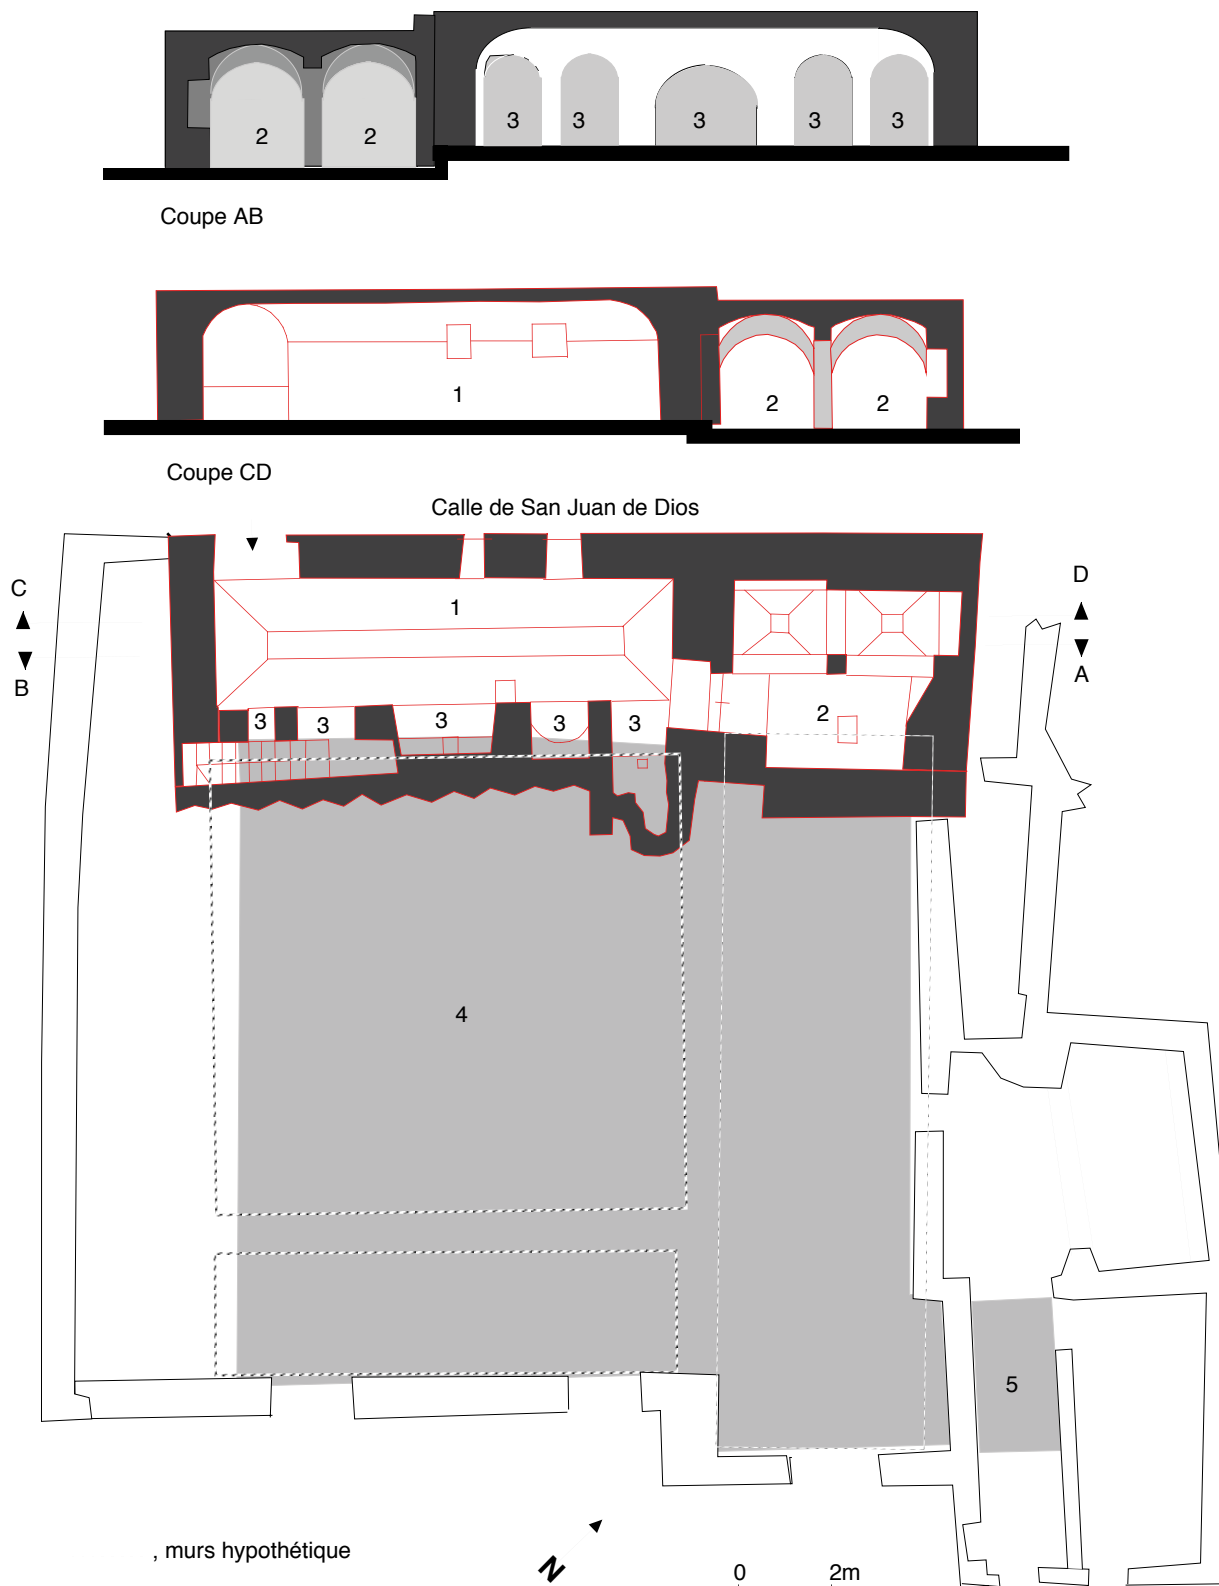 2 2 3 3 3 3 3
Coupe AB
1 2 2
Coupe CD
Calle de San Juan de Dios
C D
1
B A
3 3 3 3 3 2
4
5
, murs hypothétique
N 0 2m